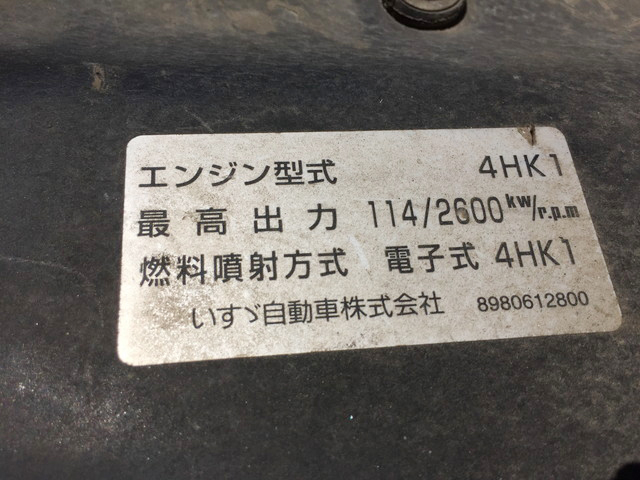 エンジン型式 4HK1
最高出力 114/2600 kw/r.p.m
燃料噴射方式 電子式 4HK1
いすゞ自動車株式会社 8980612800